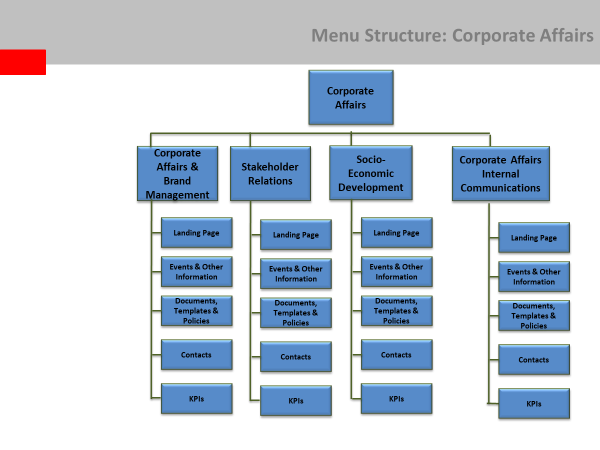 Menu Structure: Corporate Affairs
Corporate
Affairs
Corporate
Affairs &
Brand
Management
Stakeholder
Relations
Socio-
Economic
Development
Corporate Affairs
Internal
Communications
Landing Page
Events & Other
Information
Documents,
Templates &
Policies
Contacts
KPIs
Landing Page
Events & Other
Information
Documents,
Templates &
Policies
Contacts
KPIs
Landing Page
Events & Other
Information
Documents,
Templates &
Policies
Contacts
KPIs
Landing Page
Events & Other
Information
Documents,
Templates &
Policies
Contacts
KPIs